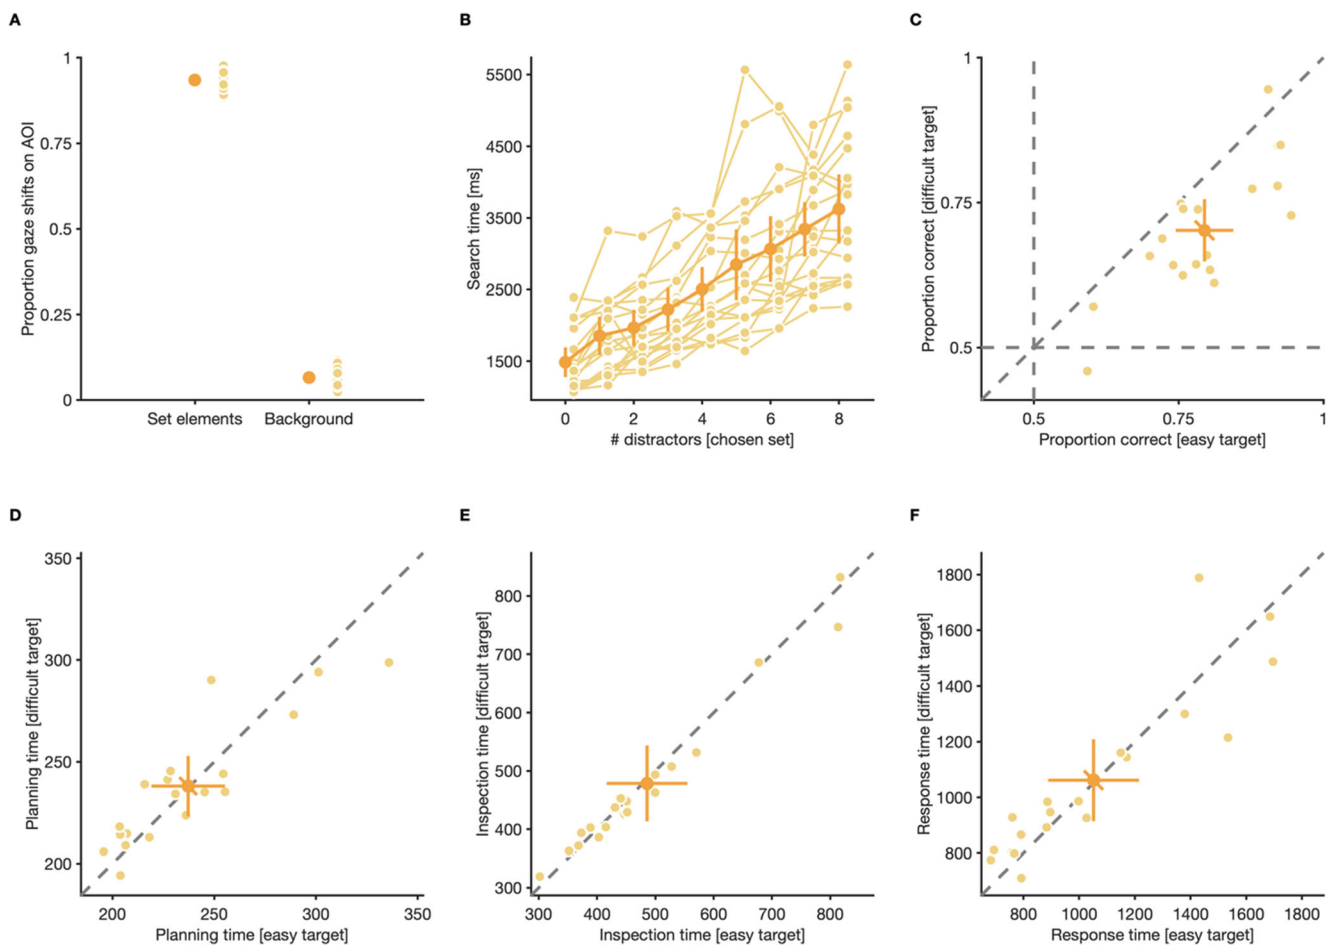 A
B
C
1
0.75
0.5
0.25
0
Proportion gaze shifts on AOI
Set elements
Background
5500
4500
3500
2500
1500
Search time [ms]
0
2
4
6
8
# distractors [chosen set]
1
0.75
0.5
Proportion correct [difficult target]
0.5
0.75
1
Proportion correct [easy target]
D
E
F
350
300
250
200
Planning time [difficult target]
200
250
300
350
Planning time [easy target]
800
700
600
500
400
300
Inspection time [difficult target]
300
400
500
600
700
800
Inspection time [easy target]
1800
1600
1400
1200
1000
800
Response time [difficult target]
800
1000
1200
1400
1600
1800
Response time [easy target]